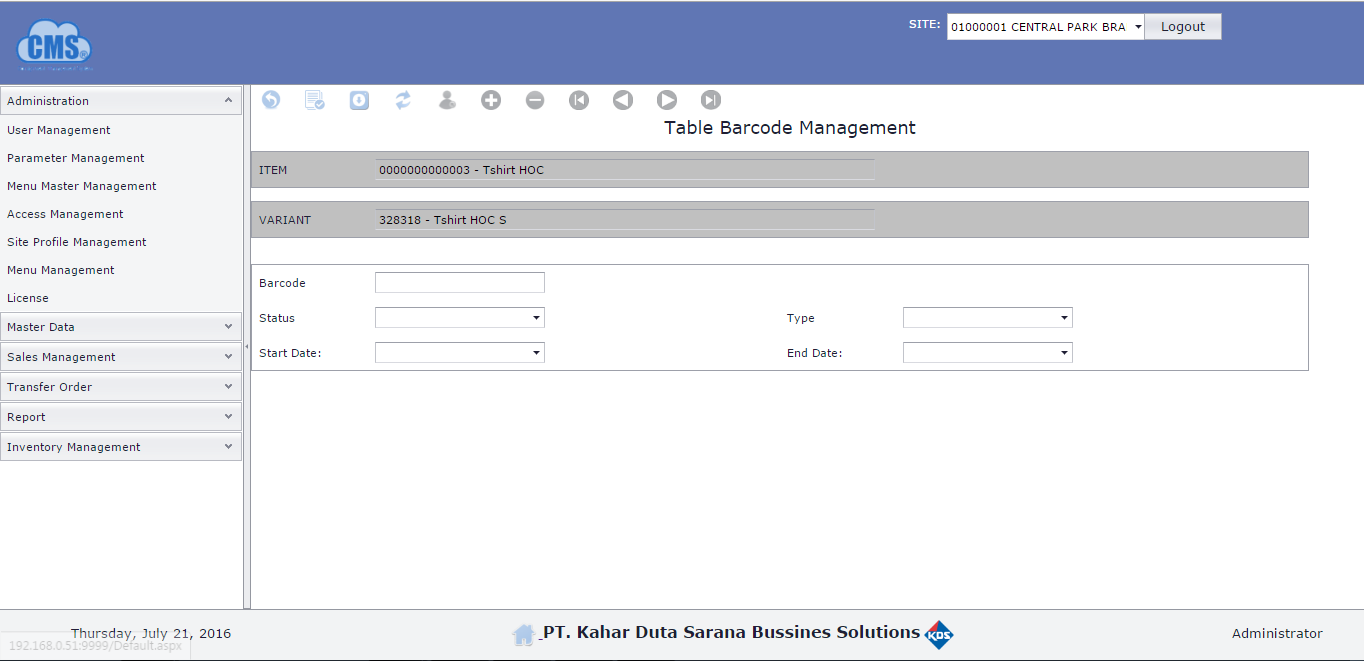 CMS
SITE: 01000001 CENTRAL PARK BRA Logout
Administration
User Management
Parameter Management
Menu Master Management
Access Management
Site Profile Management
Menu Management
License
Master Data
Sales Management
Transfer Order
Report
Inventory Management
Table Barcode Management
ITEM 0000000000003 - Tshirt HOC
VARIANT 328318 - Tshirt HOC S
Barcode
Status Type
Start Date: End Date:
Thursday, July 21, 2016 PT. Kahar Duta Sarana Bussines Solutions KDS Administrator
192.168.0.51:9999/Default.aspx